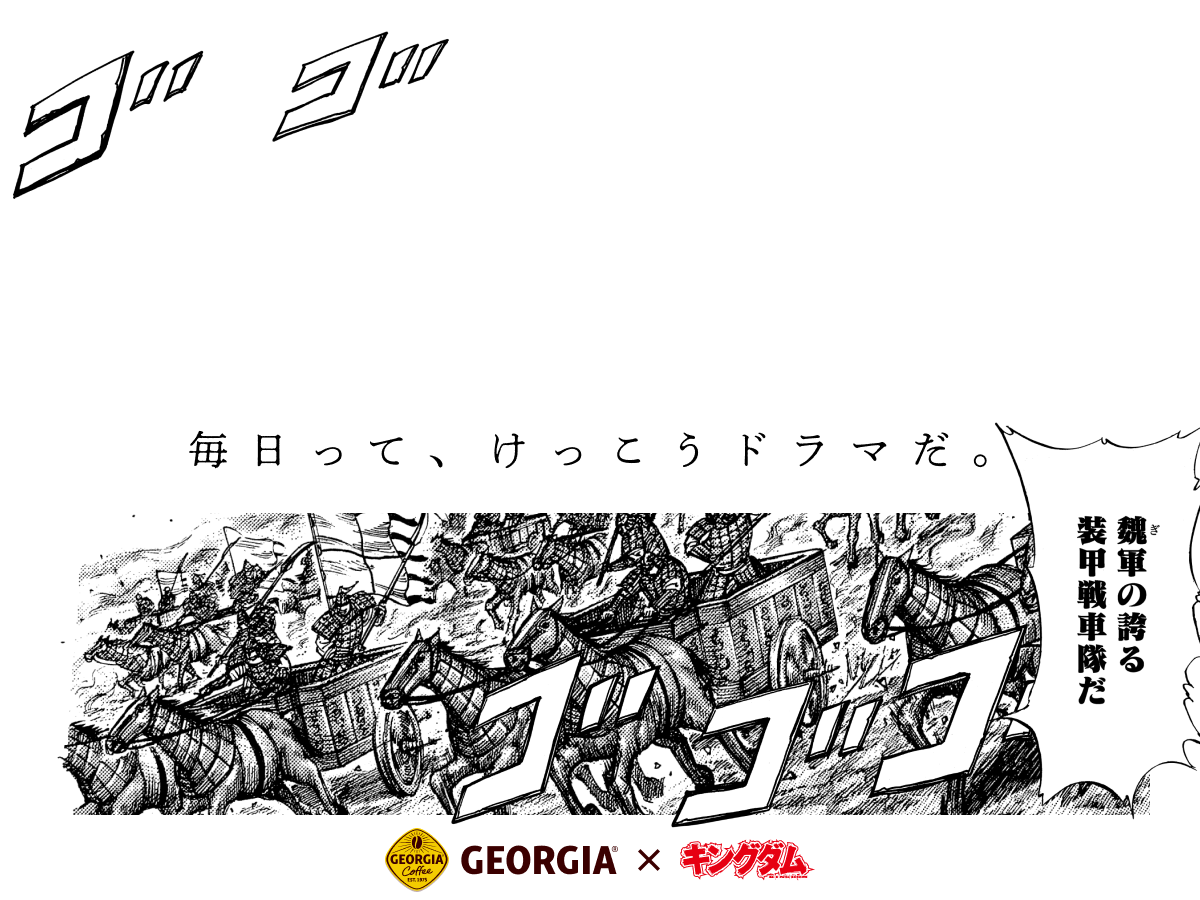 ゴ ゴ
毎日って、けっこうドラマだ。
魏軍の誇る
ぎ
装甲戦車隊だ
ゴ ゴ ゴ
GEORGIA
Coffee
EST. 1975
GEORGIA® × キングダム